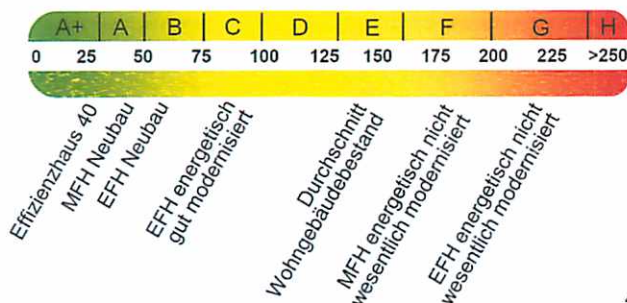 A+ A B C D E F G H
0 25 50 75 100 125 150 175 200 225 >250
Effizienzhaus 40
MFH Neubau
EFH Neubau
EFH energetisch
gut modernisiert
Durchschnitt
Wohngebäudebestand
MFH energetisch nicht
wesentlich modernisiert
EFH energetisch nicht
wesentlich modernisiert